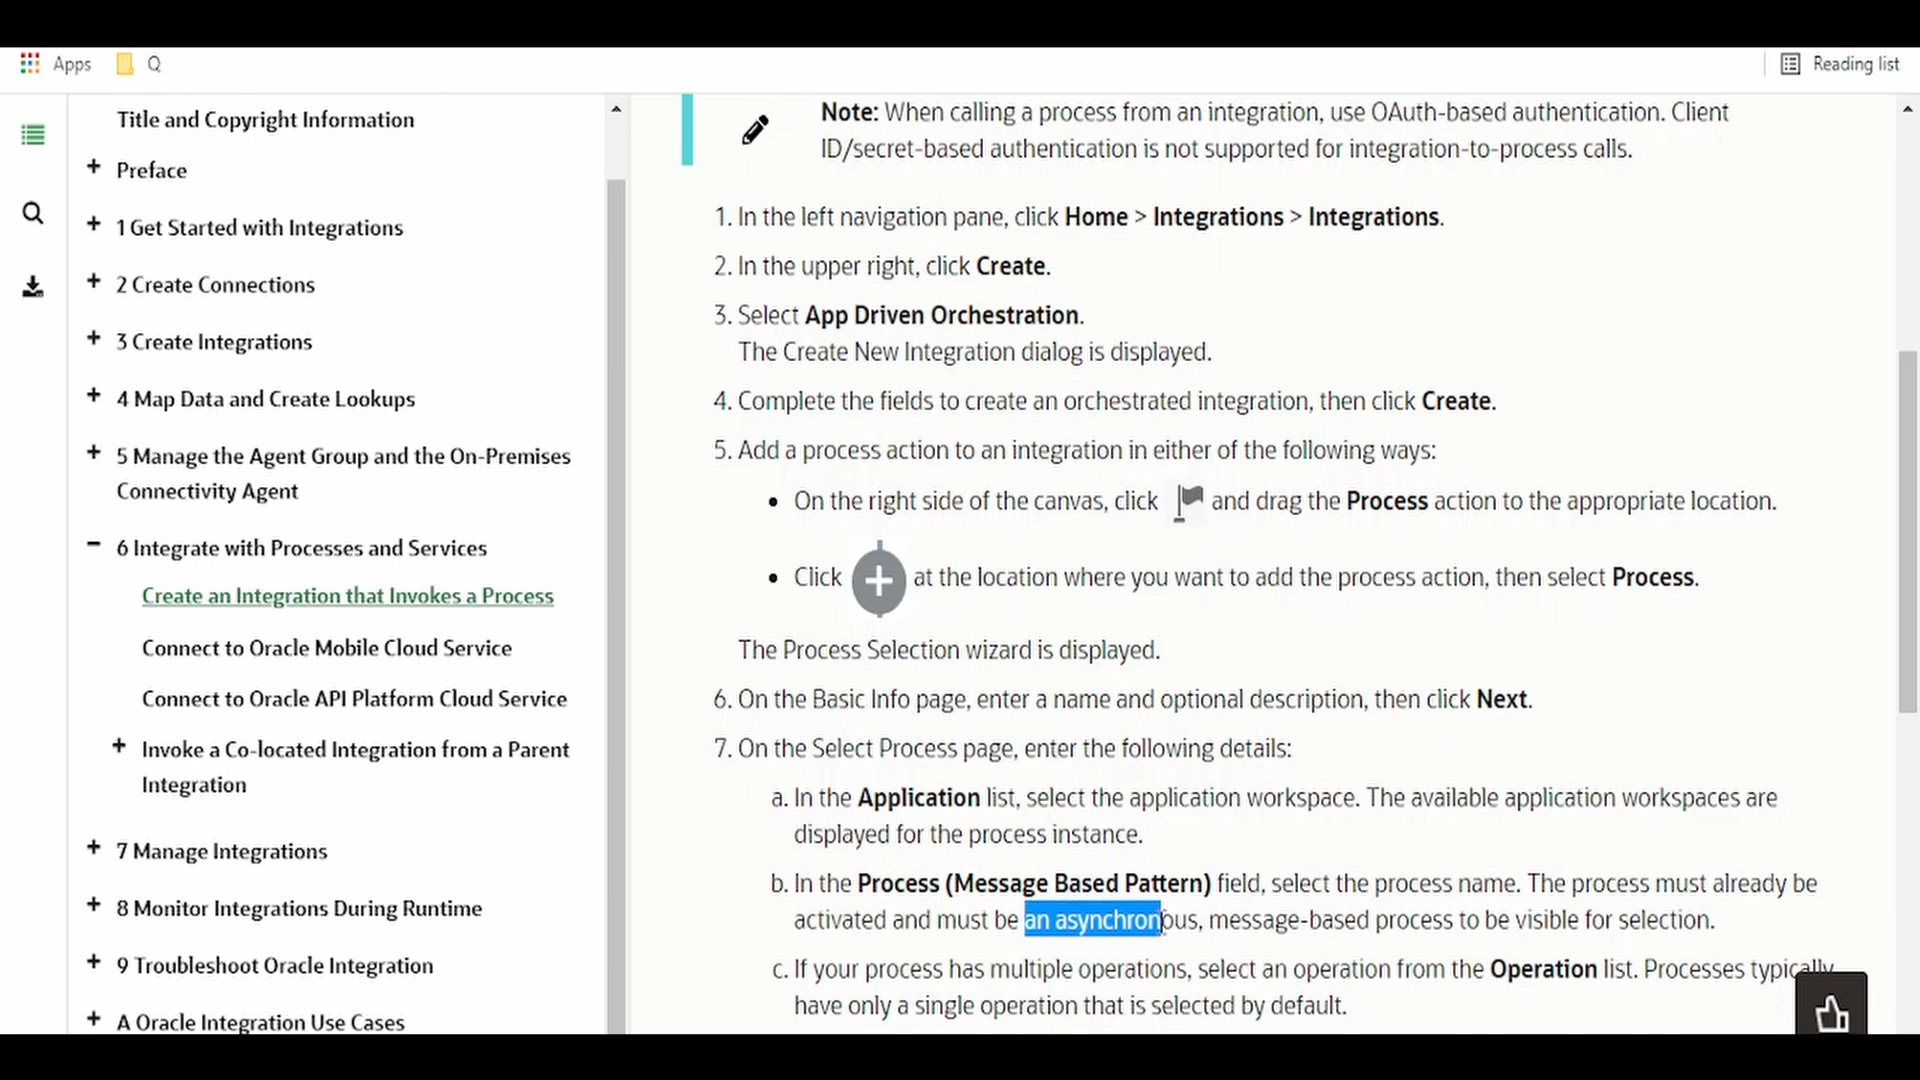 Apps Q Reading list
Title and Copyright Information
+ Preface
+ 1 Get Started with Integrations
+ 2 Create Connections
+ 3 Create Integrations
+ 4 Map Data and Create Lookups
+ 5 Manage the Agent Group and the On-Premises
Connectivity Agent
− 6 Integrate with Processes and Services
Create an Integration that Invokes a Process
Connect to Oracle Mobile Cloud Service
Connect to Oracle API Platform Cloud Service
+ Invoke a Co-located Integration from a Parent
Integration
+ 7 Manage Integrations
+ 8 Monitor Integrations During Runtime
+ 9 Troubleshoot Oracle Integration
+ A Oracle Integration Use Cases
Note: When calling a process from an integration, use OAuth-based authentication. Client
ID/secret-based authentication is not supported for integration-to-process calls.
1. In the left navigation pane, click Home > Integrations > Integrations.
2. In the upper right, click Create.
3. Select App Driven Orchestration.
The Create New Integration dialog is displayed.
4. Complete the fields to create an orchestrated integration, then click Create.
5. Add a process action to an integration in either of the following ways:
• On the right side of the canvas, click and drag the Process action to the appropriate location.
• Click + at the location where you want to add the process action, then select Process.
The Process Selection wizard is displayed.
6. On the Basic Info page, enter a name and optional description, then click Next.
7. On the Select Process page, enter the following details:
a. In the Application list, select the application workspace. The available application workspaces are
displayed for the process instance.
b. In the Process (Message Based Pattern) field, select the process name. The process must already be
activated and must be an asynchronous, message-based process to be visible for selection.
c. If your process has multiple operations, select an operation from the Operation list. Processes typically
have only a single operation that is selected by default.